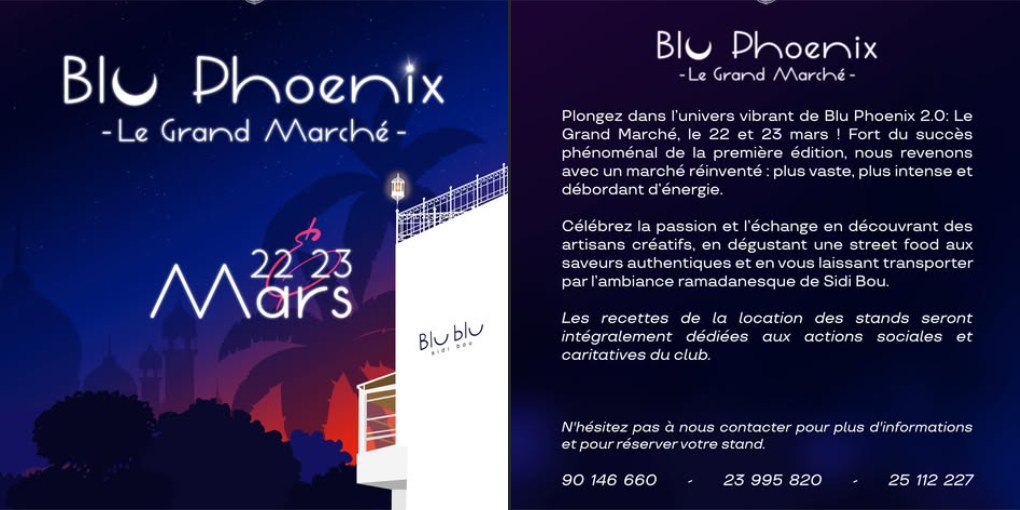 Blu Phoenix
-Le Grand Marché-
22 & 23
Mars
Blu blu
sidi bou
Blu Phoenix
-Le Grand Marché-
Plongez dans l'univers vibrant de Blu Phoenix 2.0: Le
Grand Marché, le 22 et 23 mars ! Fort du succès
phénoménal de la première édition, nous revenons
avec un marché réinventé : plus vaste, plus intense et
débordant d'énergie.
Célébrez la passion et l'échange en découvrant des
artisans créatifs, en dégustant une street food aux
saveurs authentiques et en vous laissant transporter
par l'ambiance ramadanesque de Sidi Bou.
Les recettes de la location des stands seront
intégralement dédiées aux actions sociales et
caritatives du club.
N'hésitez pas à nous contacter pour plus d'informations
et pour réserver votre stand.
90 146 660 - 23 995 820 - 25 112 227